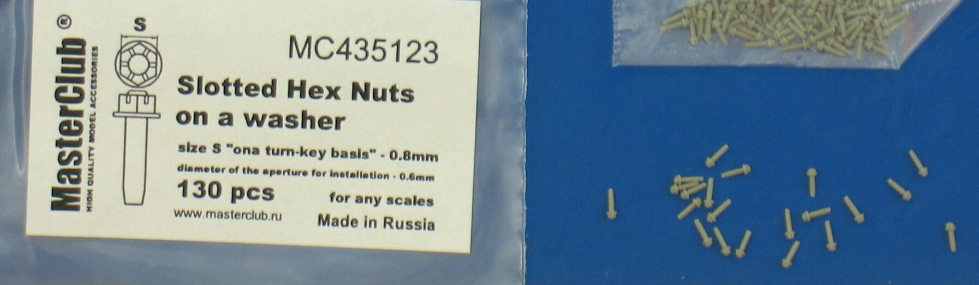 MasterClub®
HIGH QUALITY MODEL ACCESSORIES
S
MC435123
Slotted Hex Nuts
on a washer
size S "ona turn-key basis" - 0.8mm
diameter of the aperture for installation - 0.6mm
130 pcs
for any scales
www.masterclub.ru
Made in Russia